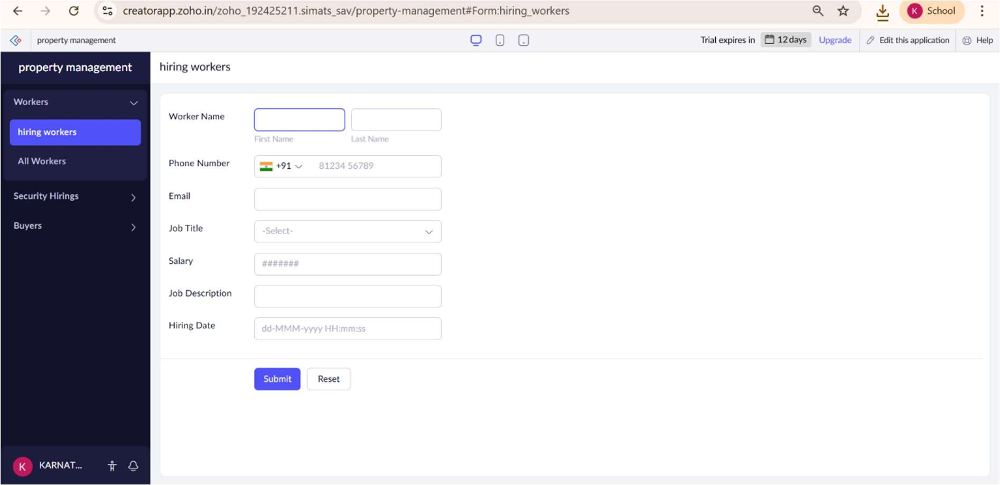 creatorapp.zoho.in/zoho_192425211.simats_sav/property-management#Form:hiring_workers
K School
property management
Trial expires in 12 days Upgrade Edit this application Help
property management
hiring workers
Workers
hiring workers
All Workers
Security Hirings
Buyers
Worker Name
First Name Last Name
Phone Number +91 81234 56789
Email
Job Title -Select-
Salary #######
Job Description
Hiring Date dd-MMM-yyyy HH:mm:ss
Submit Reset
K KARNAT...